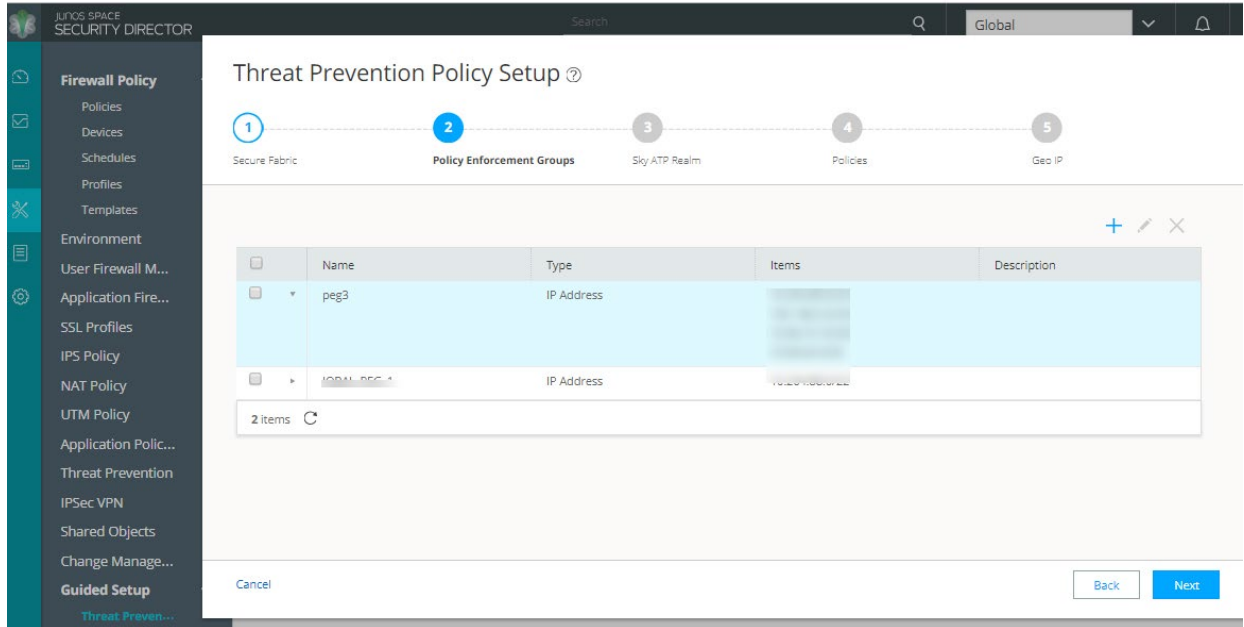 JUNOS SPACE
SECURITY DIRECTOR
Search
Global
Firewall Policy
Policies
Devices
Schedules
Profiles
Templates
Environment
User Firewall M...
Application Fire...
SSL Profiles
IPS Policy
NAT Policy
UTM Policy
Application Polic...
Threat Prevention
IPSec VPN
Shared Objects
Change Manage...
Guided Setup
Threat Preven...
Threat Prevention Policy Setup ?
1 2 3 4 5
Secure Fabric Policy Enforcement Groups Sky ATP Realm Policies Geo IP
Name Type Items Description
peg3 IP Address
IP Address
2 items
Cancel Back Next